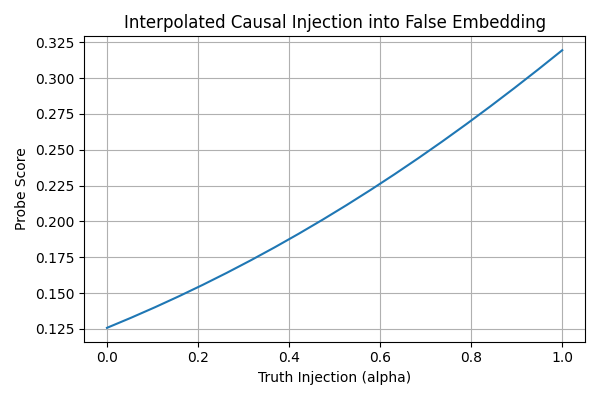 Interpolated Causal Injection into False Embedding
0.325
0.300
0.275
0.250
0.225
0.200
0.175
0.150
0.125
Probe Score
0.0 0.2 0.4 0.6 0.8 1.0
Truth Injection (alpha)